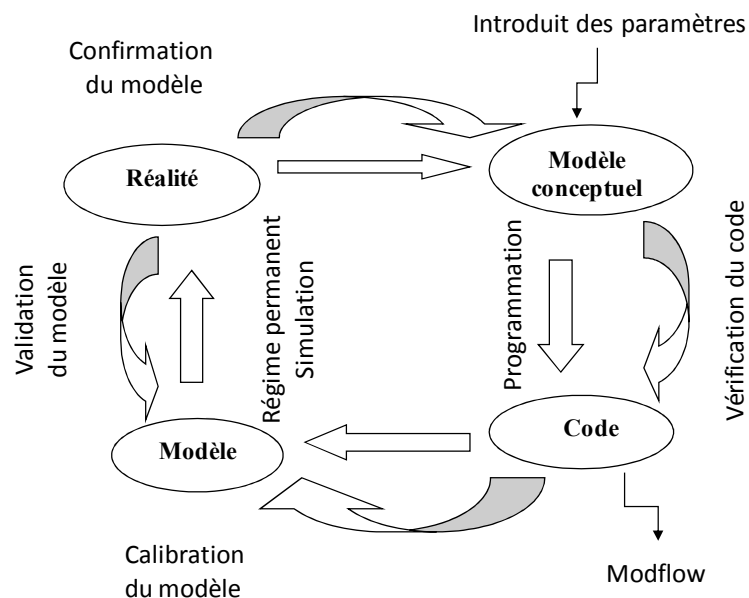 Introduit des paramètres
Confirmation
du modèle
Réalité
Modèle
conceptuel
Validation
du modèle
Régime permanent
Simulation
Programmation
Vérification du code
Modèle
Code
Calibration
du modèle
Modflow